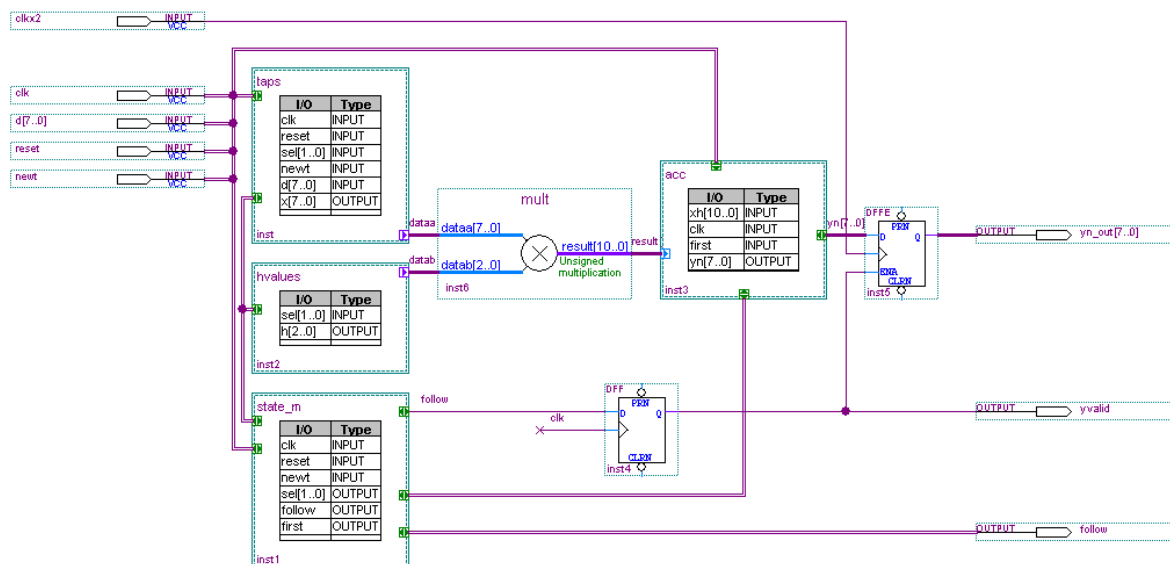 clkx2 INPUT
VCC
clk INPUT
VCC
d[7..0] INPUT
VCC
reset INPUT
VCC
newt INPUT
VCC
taps
I/O Type
clk INPUT
reset INPUT
sel[1..0] INPUT
newt INPUT
d[7..0] INPUT
x[7..0] OUTPUT
inst
hvalues
I/O Type
sel[1..0] INPUT
h[2..0] OUTPUT
inst2
state_m
I/O Type
clk INPUT
reset INPUT
newt INPUT
sel[1..0] OUTPUT
follow OUTPUT
first OUTPUT
inst1
dataa
datab
mult
dataa[7..0]
datab[2..0]
result[10..0]
Unsigned
multiplication
inst6
result
acc
I/O Type
xh[10..0] INPUT
clk INPUT
first INPUT
yn[7..0] OUTPUT
inst3
yn[7..0]
DFFE
PRN
D Q
ENA
CLRN
inst5
OUTPUT yn_out[7..0]
follow
clk
DFF
PRN
D Q
CLRN
inst4
OUTPUT yvalid
OUTPUT follow